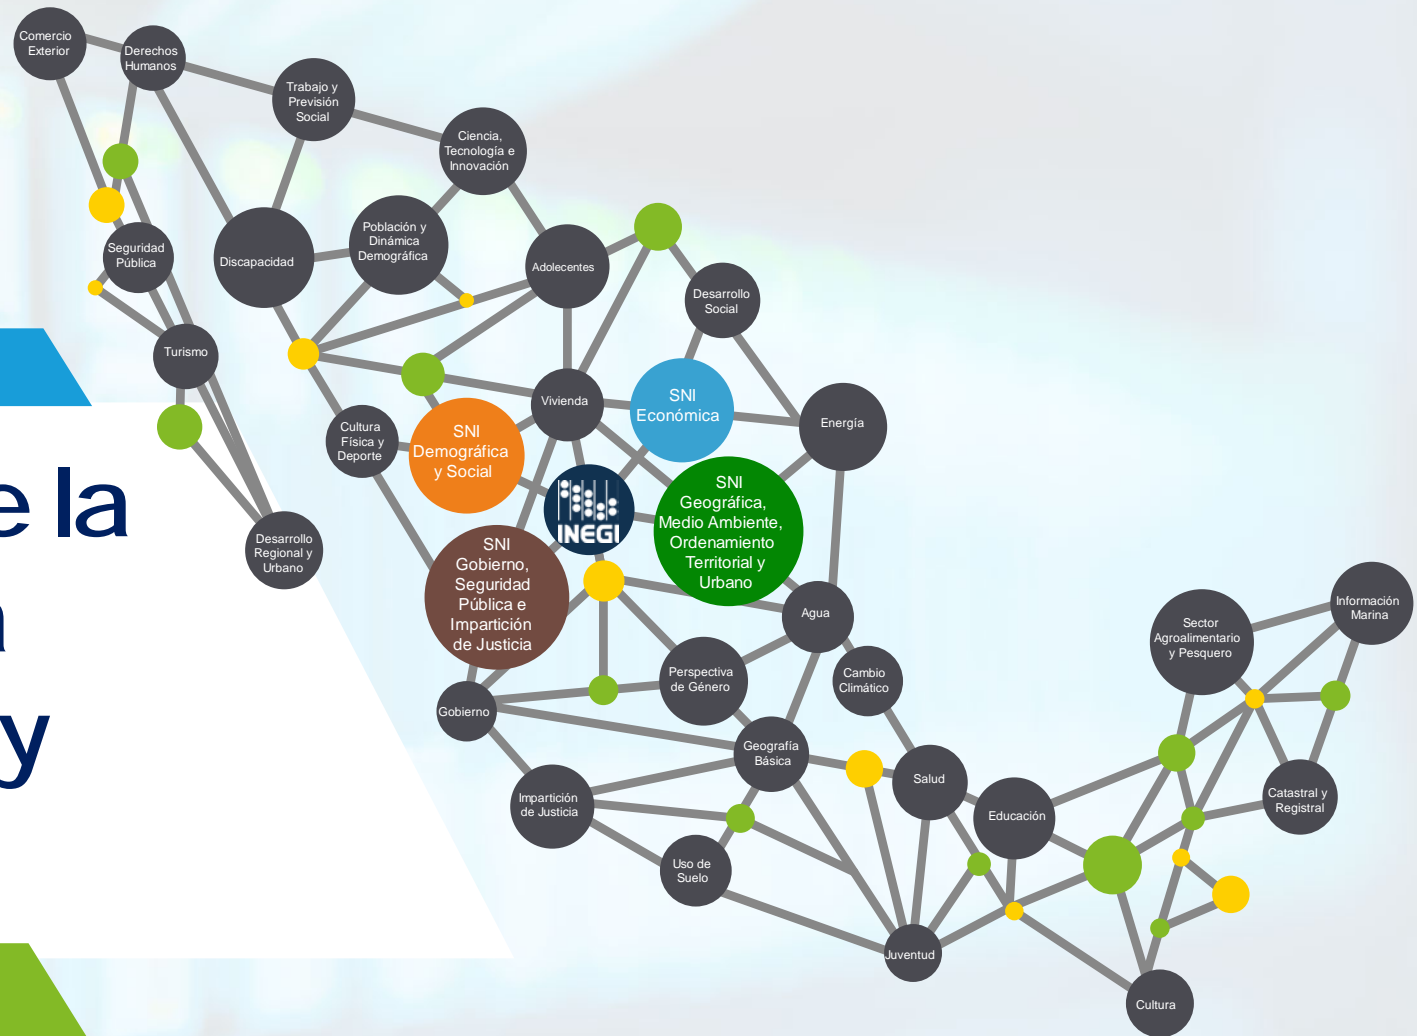 Comercio
Exterior
Derechos
Humanos
Trabajo y
Previsión
Social
Ciencia,
Tecnología e
Innovación
Seguridad
Pública
Discapacidad
Población y
Dinámica
Demográfica
Adolecentes
Desarrollo
Social
Turismo
Vivienda
SNI
Económica
Energía
Cultura
Física y
Deporte
SNI
Demográfica
y Social
INEGI
SNI
Geográfica,
Medio Ambiente,
Ordenamiento
Territorial y
Urbano
e la
y
Desarrollo
Regional y
Urbano
SNI
Gobierno,
Seguridad
Pública e
Impartición
de Justicia
Agua
Sector
Agroalimentario
y Pesquero
Información
Marina
Gobierno
Perspectiva
de Género
Cambio
Climático
Geografía
Básica
Impartición
de Justicia
Salud
Educación
Catastral y
Registral
Uso de
Suelo
Juventud
Cultura